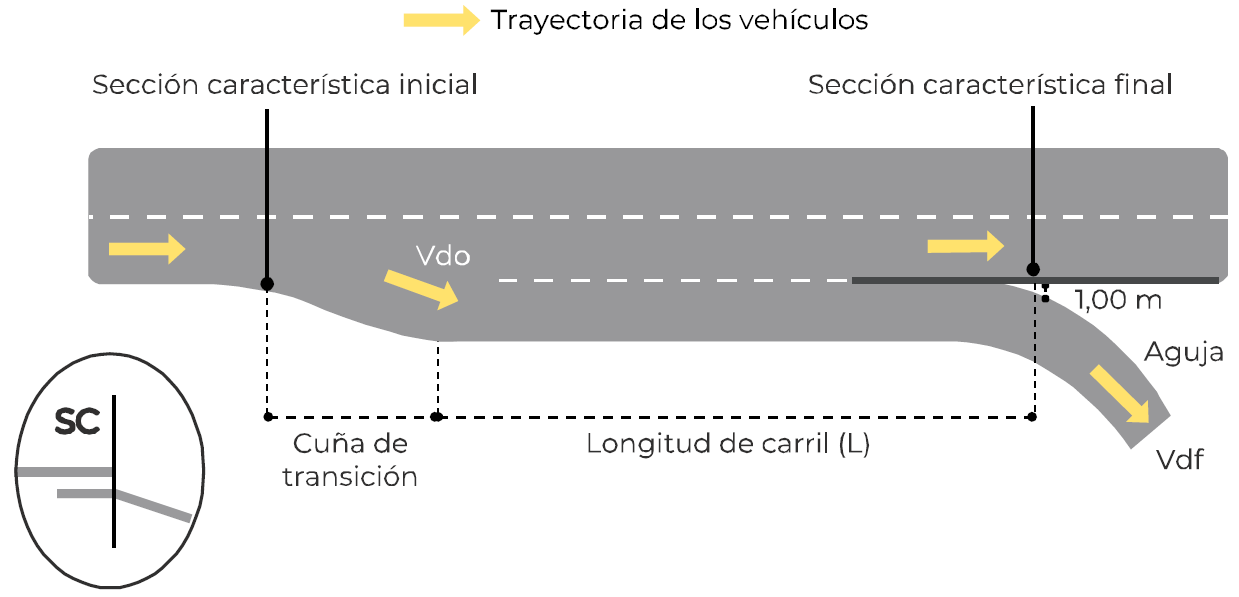 Trayectoria de los vehículos
Sección característica inicial
Sección característica final
Vdo
1,00 m
Aguja
SC
Cuña de
transición
Longitud de carril (L)
Vdf